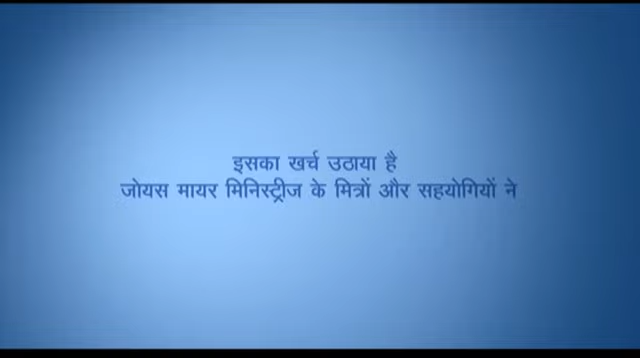 इसका खर्च उठाया है
जोयस मायर मिनिस्ट्रीज के मित्रों और सहयोगियों ने